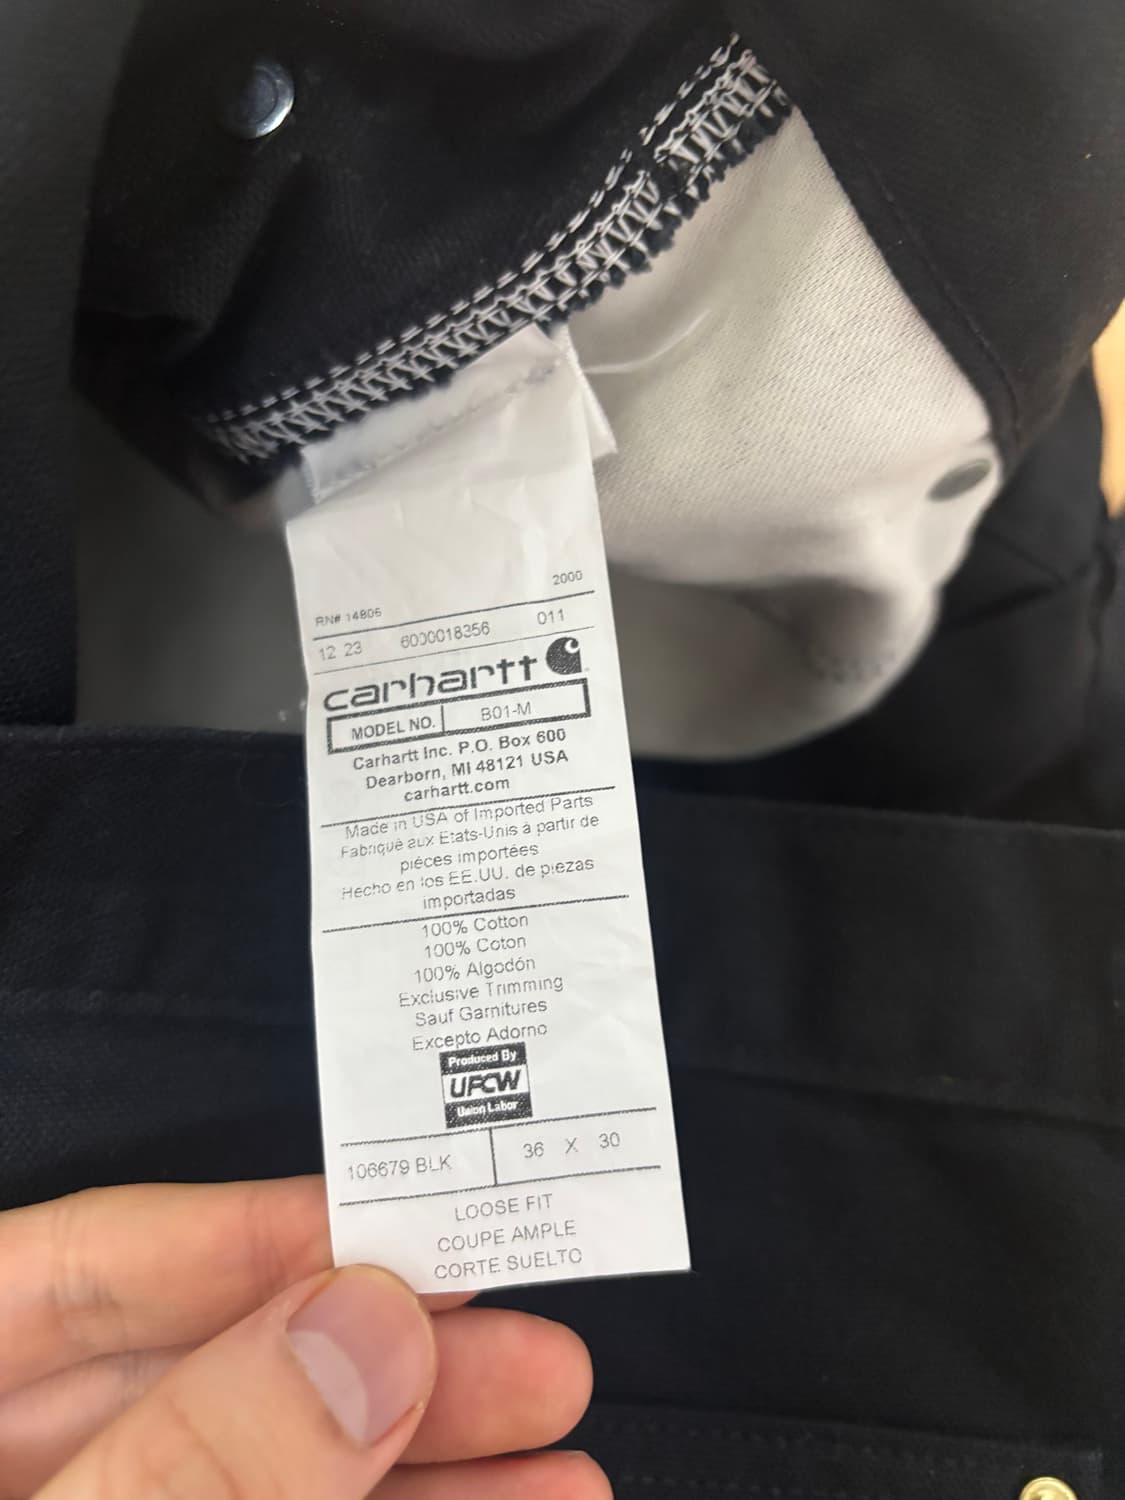 2000
RN# 14806
12 23 6000018356 011
carhartt
MODEL NO. B01-M
Carhartt Inc. P.O. Box 600
Dearborn, MI 48121 USA
carhartt.com
Made in USA of Imported Parts
Fabriqué aux Etats-Unis à partir de
pièces importées
Hecho en los EE.UU. de piezas
importadas
100% Cotton
100% Coton
100% Algodón
Exclusive Trimming
Sauf Garnitures
Excepto Adorno
Produced By
UFCW
Union Labor
106679 BLK 36 X 30
LOOSE FIT
COUPE AMPLE
CORTE SUELTO